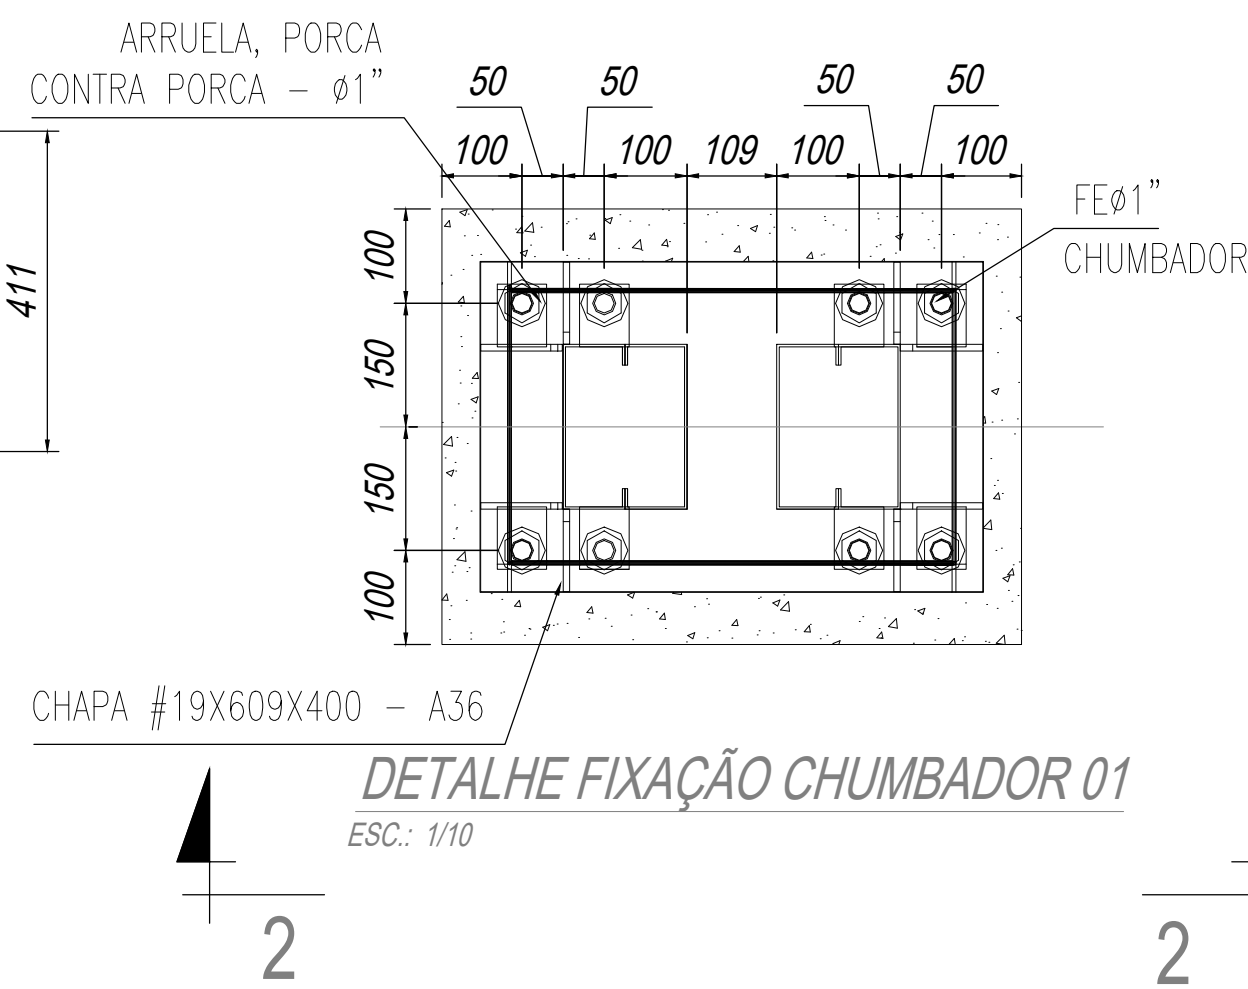 ARRUELA, PORCA
CONTRA PORCA - ø1"
50
50
50
50
100
100
109
100
100
FEø1"
CHUMBADOR
411
100
150
150
100
CHAPA #19X609X400 - A36
DETALHE FIXAÇÃO CHUMBADOR 01
ESC.: 1/10
2
2